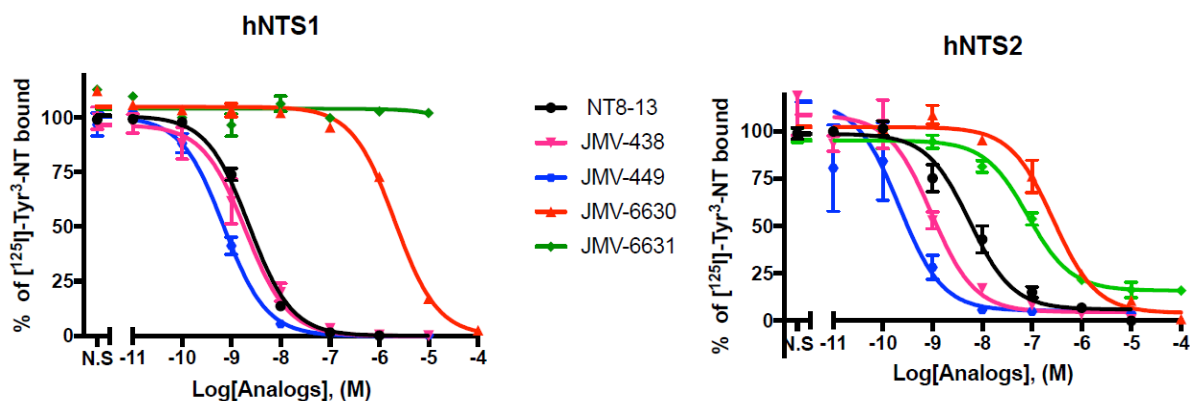 hNTS1
% of [¹²⁵I]-Tyr³-NT bound
100
75
50
25
0
N.S
-11
-10
-9
-8
-7
-6
-5
-4
Log[Analogs], (M)
NT8-13
JMV-438
JMV-449
JMV-6630
JMV-6631
hNTS2
% of [¹²⁵I]-Tyr³-NT bound
100
75
50
25
0
N.S
-11
-10
-9
-8
-7
-6
-5
-4
Log[Analogs], (M)